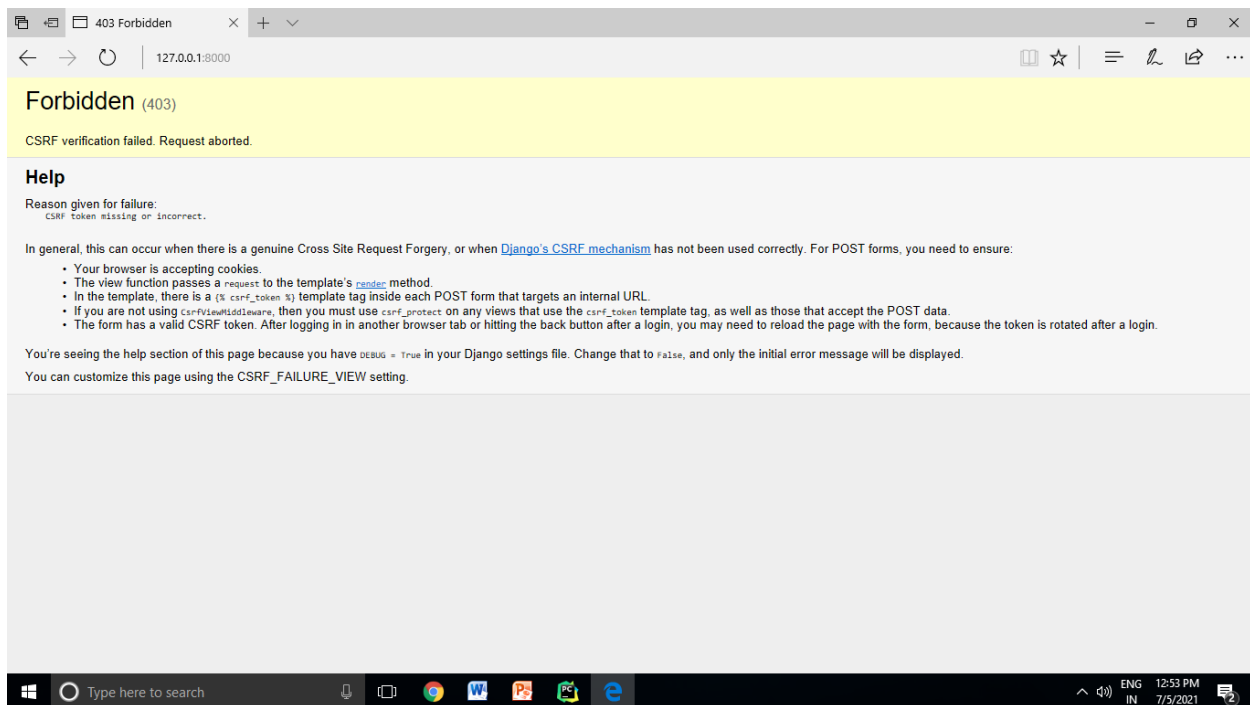 403 Forbidden
127.0.0.1:8000
Forbidden (403)
CSRF verification failed. Request aborted.
Help
Reason given for failure:
CSRF token missing or incorrect.
In general, this can occur when there is a genuine Cross Site Request Forgery, or when Django's CSRF mechanism has not been used correctly. For POST forms, you need to ensure:
• Your browser is accepting cookies.
• The view function passes a request to the template's render method.
• In the template, there is a {% csrf_token %} template tag inside each POST form that targets an internal URL.
• If you are not using CsrfViewMiddleware, then you must use csrf_protect on any views that use the csrf_token template tag, as well as those that accept the POST data.
• The form has a valid CSRF token. After logging in in another browser tab or hitting the back button after a login, you may need to reload the page with the form, because the token is rotated after a login.
You're seeing the help section of this page because you have DEBUG = True in your Django settings file. Change that to False, and only the initial error message will be displayed.
You can customize this page using the CSRF_FAILURE_VIEW setting.
Type here to search
ENG 12:53 PM
IN 7/5/2021
2